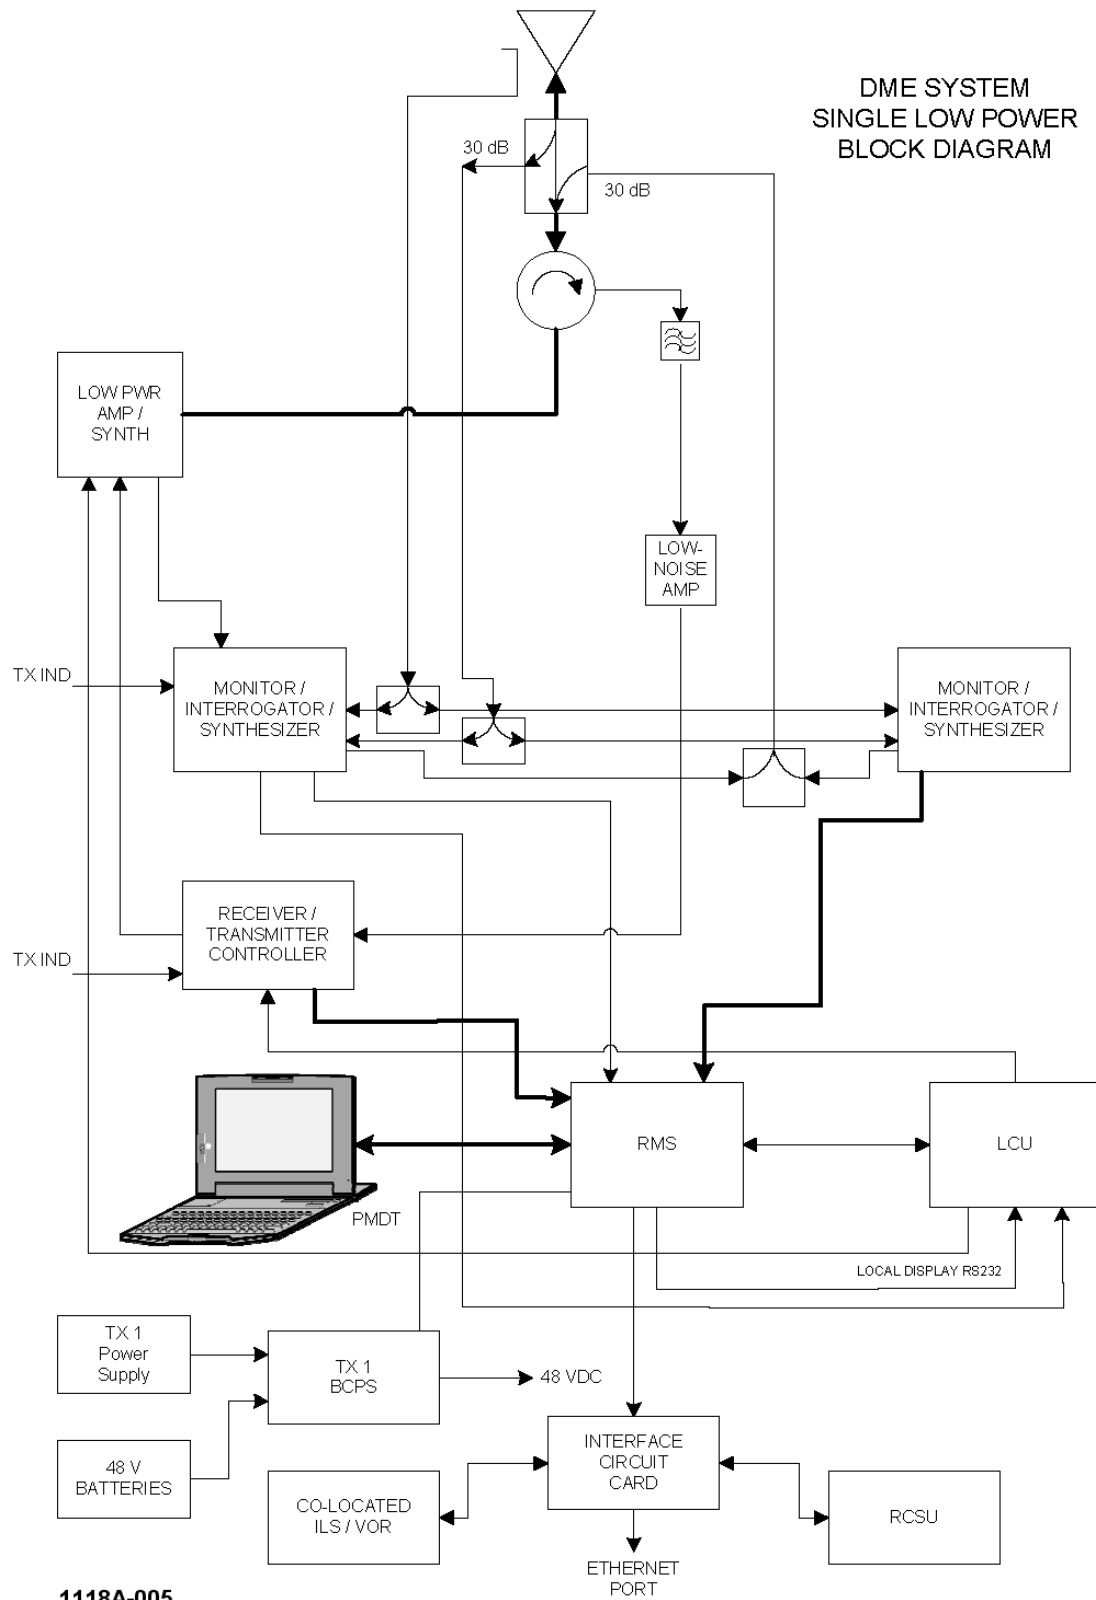 DME SYSTEM
SINGLE LOW POWER
BLOCK DIAGRAM
30 dB
30 dB
LOW PWR
AMP /
SYNTH
LOW-
NOISE
AMP
TX IND
MONITOR /
INTERROGATOR /
SYNTHESIZER
MONITOR /
INTERROGATOR /
SYNTHESIZER
RECEIVER /
TRANSMITTER
CONTROLLER
TX IND
RMS
LCU
PMDT
LOCAL DISPLAY RS232
TX 1
Power
Supply
TX 1
BCPS
48 VDC
48 V
BATTERIES
INTERFACE
CIRCUIT
CARD
CO-LOCATED
ILS / VOR
RCSU
ETHERNET
PORT
1118A-005